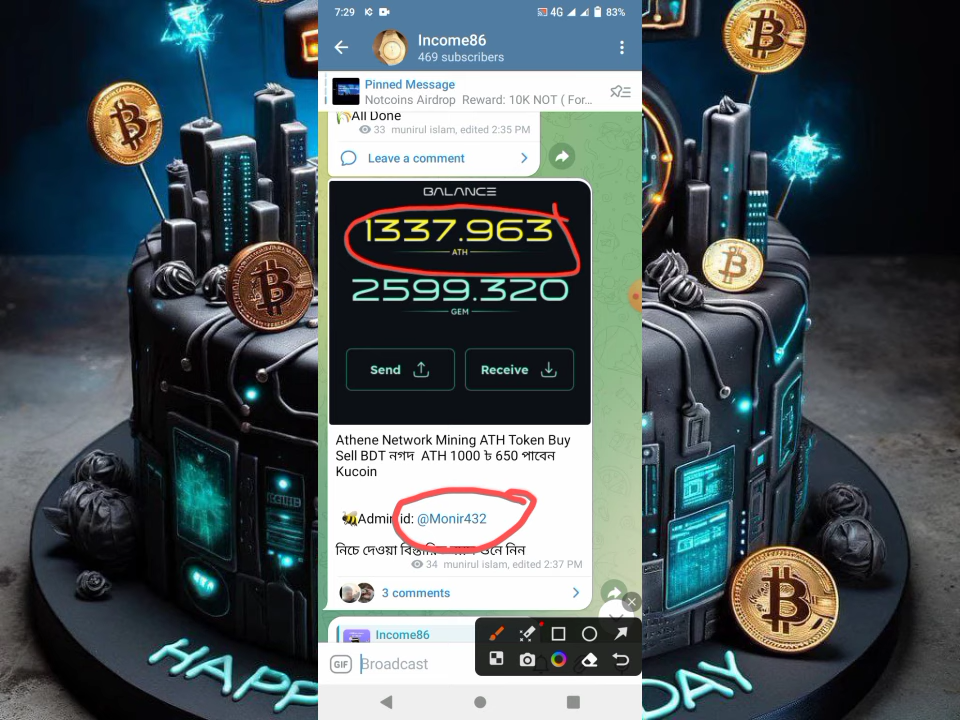 7:29
4G
83%
Income86
469 subscribers
Pinned Message
Notcoins Airdrop Reward: 10K NOT ( For...
All Done
33 munirul islam, edited 2:35 PM
Leave a comment
BALANCE
1337.963
ATH
2599.320
GEM
Send
Receive
Athene Network Mining ATH Token Buy
Sell BDT নগদ ATH 1000 ৳ 650 পাবেন
Kucoin
🐝Admin id: @Monir432
নিচে দেওয়া বিস্তারিত শুনে নিন
34 munirul islam, edited 2:37 PM
3 comments
Income86
GIF
Broadcast
HAPP
DAY